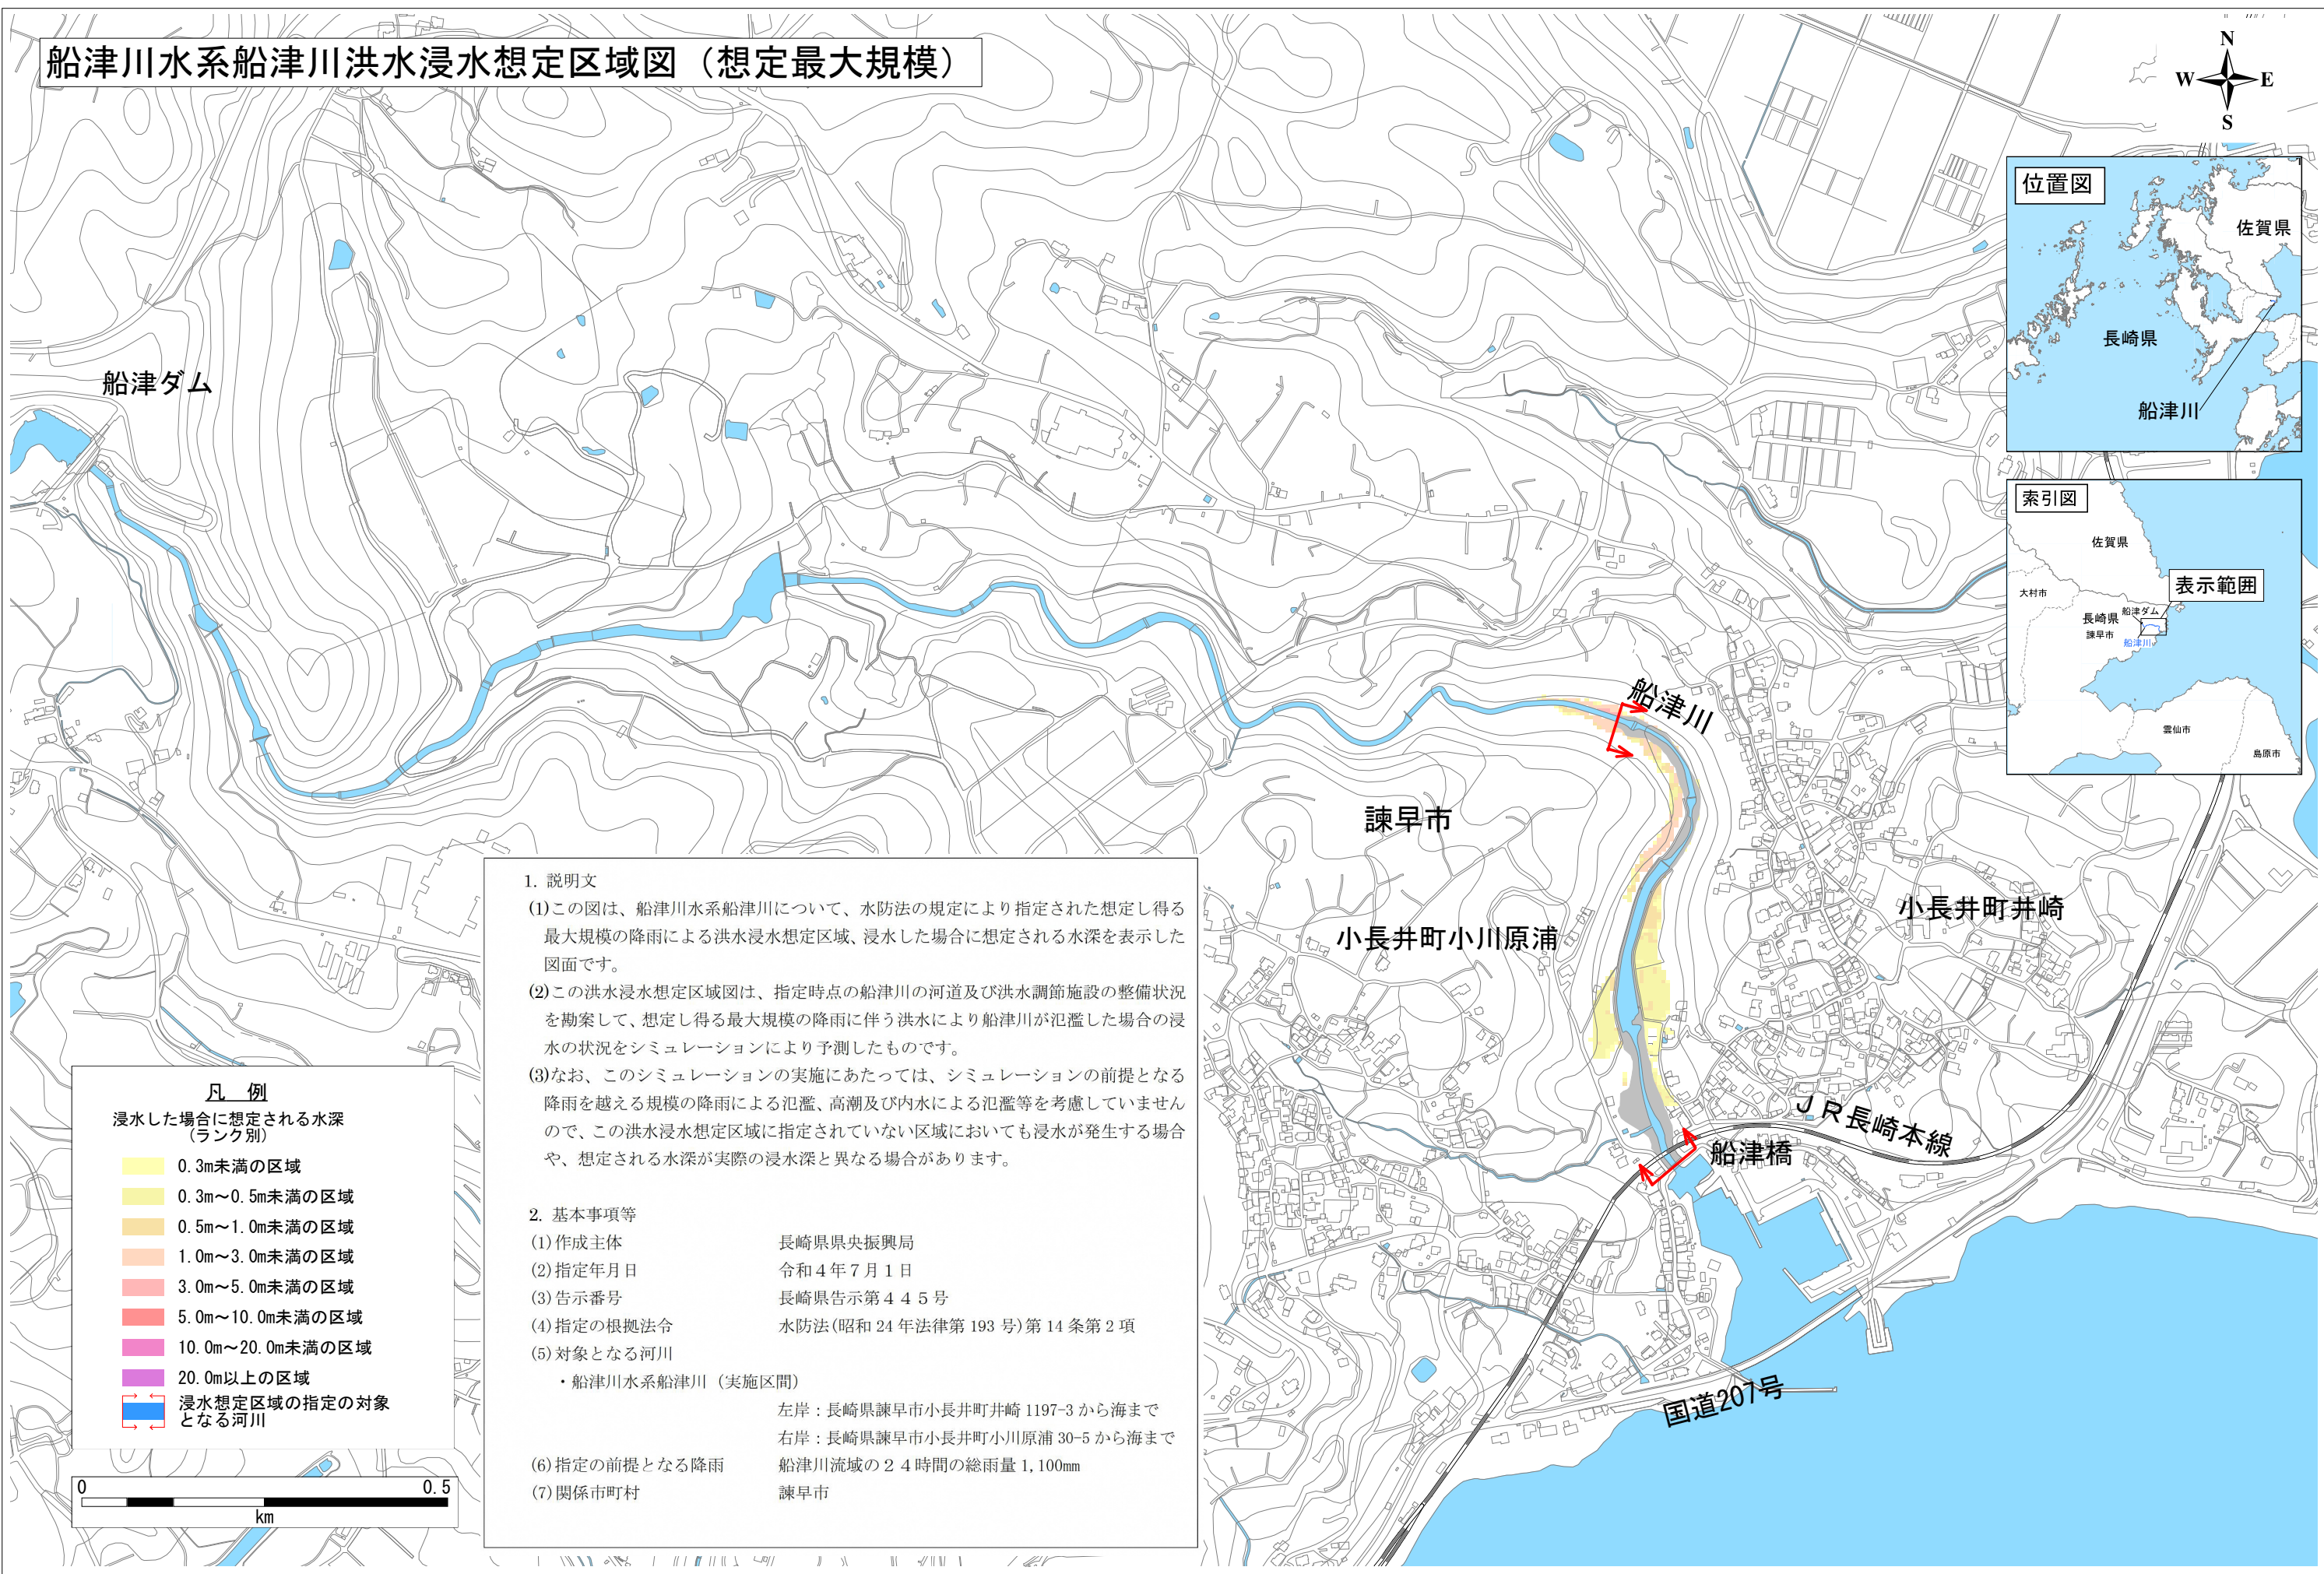 船津川水系船津川洪水浸水想定区域図（想定最大規模）
N
W E
S
位置図
佐賀県
長崎県
船津川
索引図
佐賀県
表示範囲
大村市
船津ダム
長崎県
諫早市
船津川
雲仙市
島原市
船津ダム
船津川
諫早市
小長井町小川原浦
小長井町井崎
ＪＲ長崎本線
船津橋
国道207号
1. 説明文
(1)この図は、船津川水系船津川について、水防法の規定により指定された想定し得る
最大規模の降雨による洪水浸水想定区域、浸水した場合に想定される水深を表示した
図面です。
(2)この洪水浸水想定区域図は、指定時点の船津川の河道及び洪水調節施設の整備状況
を勘案して、想定し得る最大規模の降雨に伴う洪水により船津川が氾濫した場合の浸
水の状況をシミュレーションにより予測したものです。
(3)なお、このシミュレーションの実施にあたっては、シミュレーションの前提となる
降雨を越える規模の降雨による氾濫、高潮及び内水による氾濫等を考慮していません
ので、この洪水浸水想定区域に指定されていない区域においても浸水が発生する場合
や、想定される水深が実際の浸水深と異なる場合があります。
2. 基本事項等
(1)作成主体 長崎県県央振興局
(2)指定年月日 令和４年７月１日
(3)告示番号 長崎県告示第４４５号
(4)指定の根拠法令 水防法(昭和 24 年法律第 193 号)第 14 条第 2 項
(5)対象となる河川
・船津川水系船津川（実施区間）
左岸：長崎県諫早市小長井町井崎 1197-3 から海まで
右岸：長崎県諫早市小長井町小川原浦 30-5 から海まで
(6)指定の前提となる降雨 船津川流域の２４時間の総雨量 1,100mm
(7)関係市町村 諫早市
凡 例
浸水した場合に想定される水深
（ランク別）
0.3m未満の区域
0.3m～0.5m未満の区域
0.5m～1.0m未満の区域
1.0m～3.0m未満の区域
3.0m～5.0m未満の区域
5.0m～10.0m未満の区域
10.0m～20.0m未満の区域
20.0m以上の区域
浸水想定区域の指定の対象
となる河川
0 0.5
km